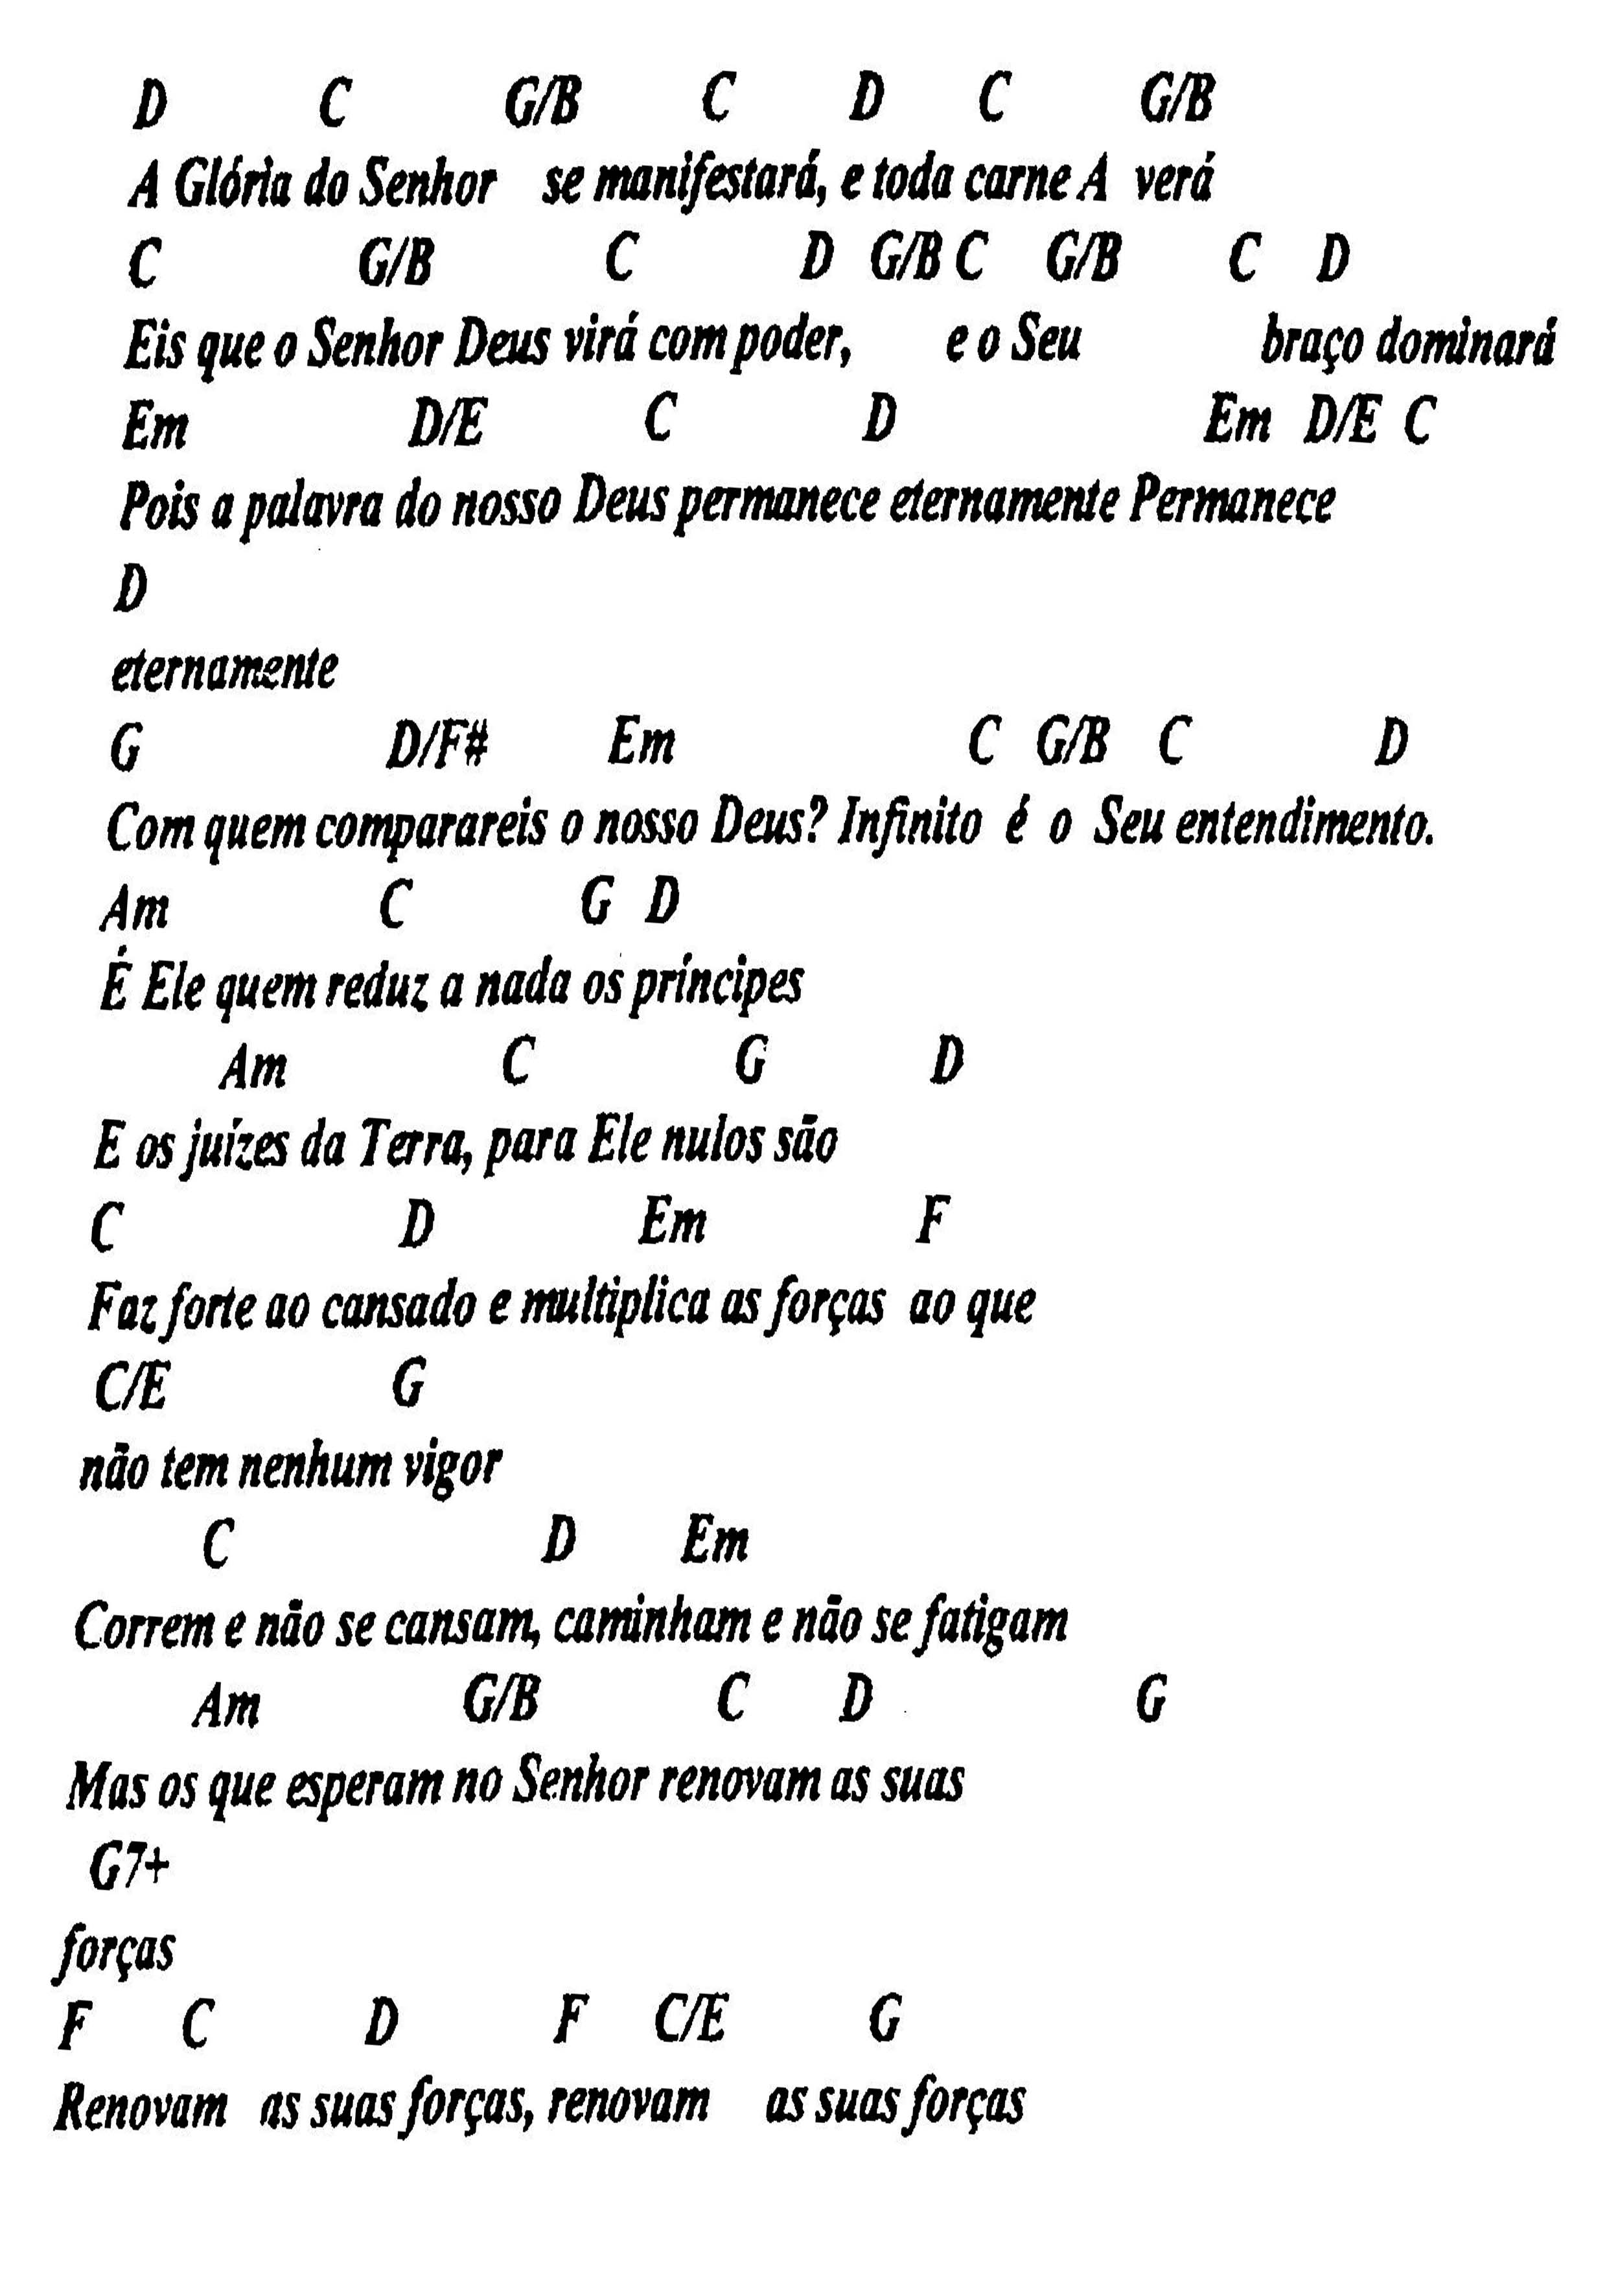 D C G/B C D C G/B
A Glória do Senhor se manifestará, e toda carne A verá
C G/B C D G/B C G/B C D
Eis que o Senhor Deus virá com poder, e o Seu braço dominará
Em D/E C D Em D/E C
Pois a palavra do nosso Deus permanece eternamente Permanece
D
eternamente
G D/F# Em C G/B C D
Com quem comparareis o nosso Deus? Infinito é o Seu entendimento.
Am C G D
É Ele quem reduz a nada os príncipes
Am C G D
E os juízes da Terra, para Ele nulos são
C D Em F
Faz forte ao cansado e multiplica as forças ao que
C/E G
não tem nenhum vigor
C D Em
Correm e não se cansam, caminham e não se fatigam
Am G/B C D G
Mas os que esperam no Senhor renovam as suas
G7+
forças
F C D F C/E G
Renovam as suas forças, renovam as suas forças